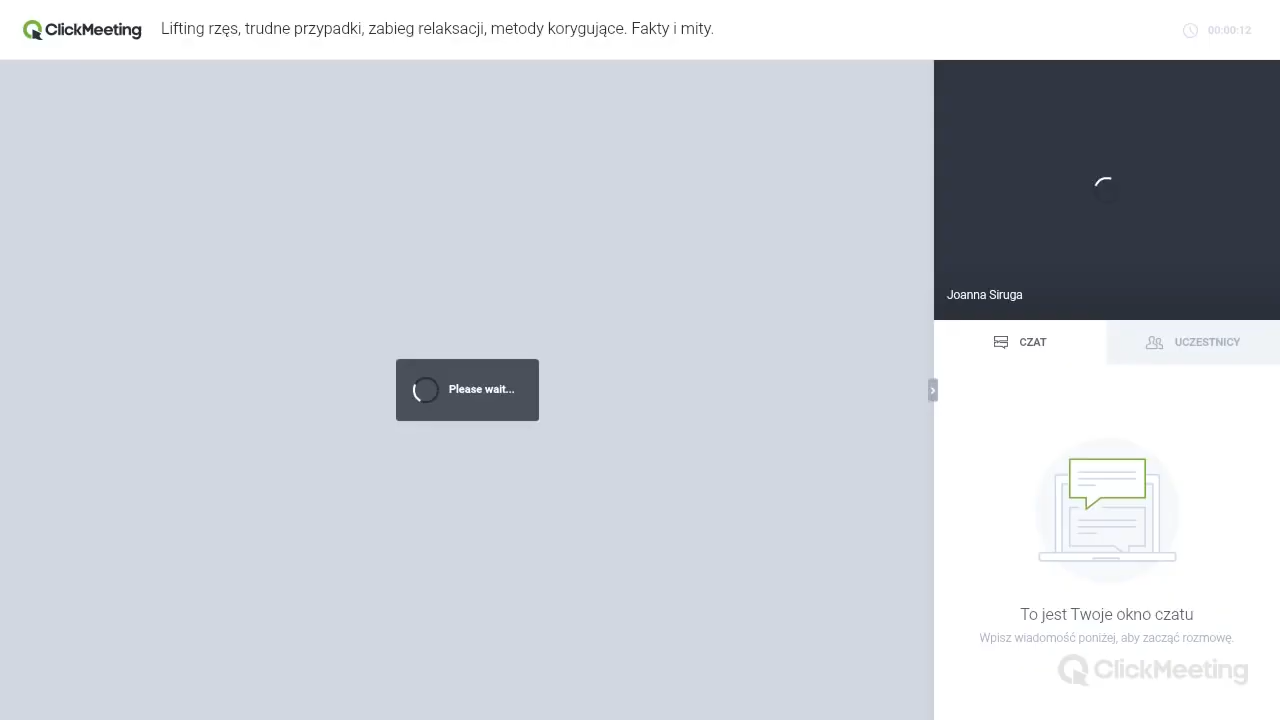 ClickMeeting
Lifting rzęs, trudne przypadki, zabieg relaksacji, metody korygujące. Fakty i mity.
00:00:12
Joanna Siruga
CZAT
UCZESTNICY
Please wait...
To jest Twoje okno czatu
Wpisz wiadomość poniżej, aby zacząć rozmowę.
ClickMeeting